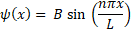 ψ(x) = B sin (nπx/L)